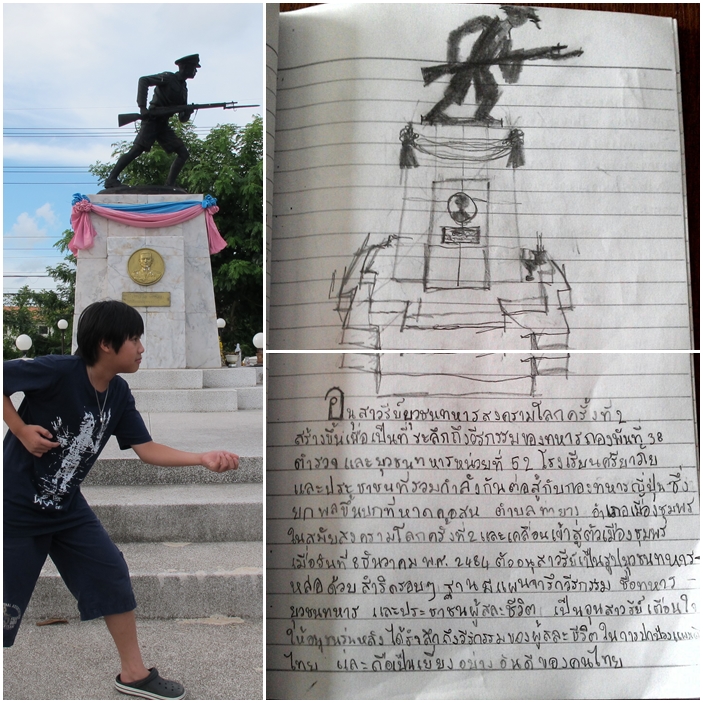 อนุสาวรีย์ยุวชนทหารสงครามโลกครั้งที่ 2
สร้างขึ้นเพื่อเป็นที่ระลึกถึงวีรกรรมของทหารกองพันที่ 38
ตำรวจ และยุวชนทหารหน่วยที่ 52 โรงเรียนศรียาภัย
และประชาชนที่รวมกำลังกันต่อสู้กับกองทหารญี่ปุ่น ซึ่ง
ยกพลขึ้นบกที่หาดคอสน ตำบลท่ายาง อำเภอเมืองชุมพร
ในสมัยสงครามโลกครั้งที่ 2 และเคลื่อนเข้าสู่ตัวเมืองชุมพร
เมื่อวันที่ 8 ธันวาคม พ.ศ. 2484 ตัวอนุสาวรีย์เป็นรูปยุวชนทหาร-
หล่อด้วยสำริดรอบๆ ฐานมีแผ่นจารึกวีรกรรม ชื่อทหาร -
ยุวชนทหาร และประชาชนผู้สละชีวิต เป็นอนุสาวรีย์เตือนใจ
ให้อนุชนรุ่นหลังได้รำลึกถึงวีรกรรมของผู้สละชีวิตในการปกป้อง
ไทย และถือเป็นเยี่ยงอย่างอันดีของคนไทย